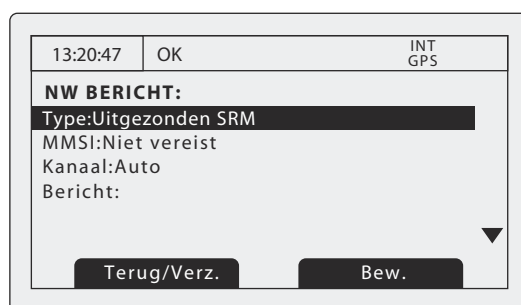 13:20:47 OK INT
GPS
NW BERICHT:
Type:Uitgezonden SRM
MMSI:Niet vereist
Kanaal:Auto
Bericht:
Terug/Verz. Bew.